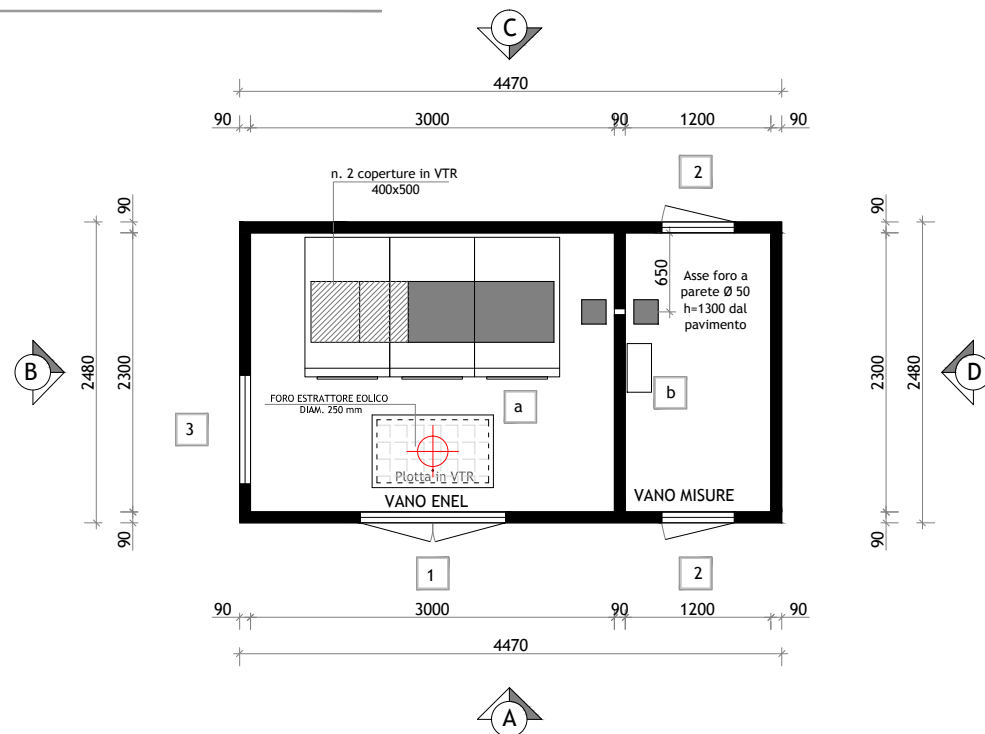 C
4470
90 3000 90 1200 90
n. 2 coperture in VTR
400x500
2
90
90
650
Asse foro a
parete Ø 50
h=1300 dal
pavimento
B
2480
2300
2300
2480
D
FORO ESTRATTORE EOLICO
DIAM. 250 mm
a
b
3
Plotta in VTR
VANO ENEL
VANO MISURE
90
90
1
2
90 3000 90 1200 90
4470
A